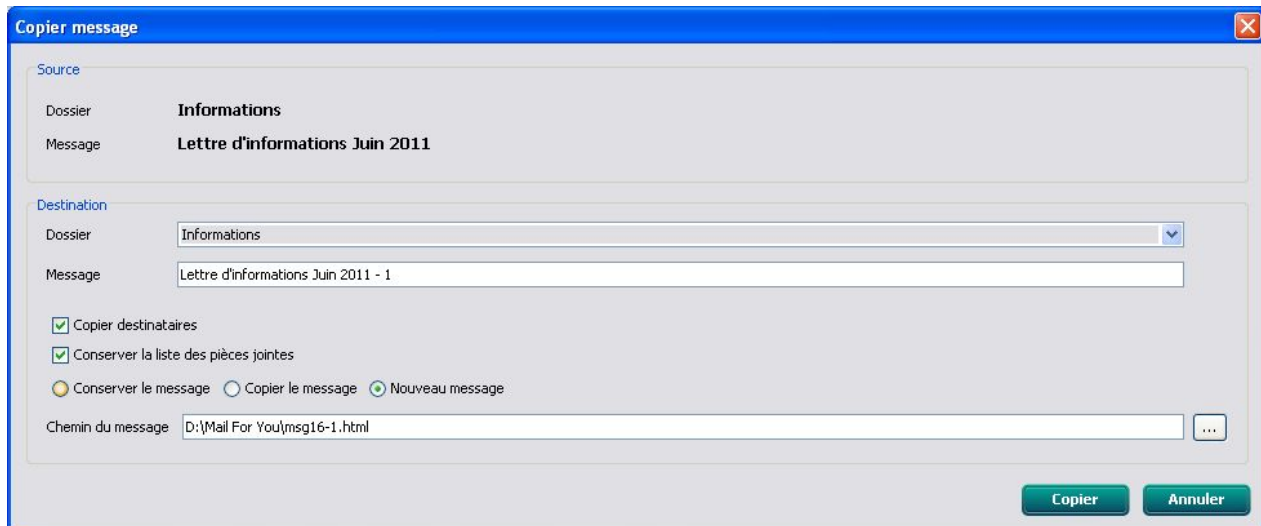 Copier message
Source
Dossier Informations
Message Lettre d'informations Juin 2011
Destination
Dossier Informations
Message Lettre d'informations Juin 2011 - 1
Copier destinataires
Conserver la liste des pièces jointes
Conserver le message Copier le message Nouveau message
Chemin du message D:\Mail For You\msg16-1.html ...
Copier Annuler